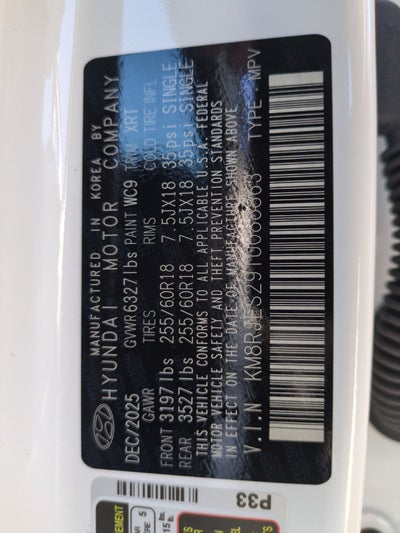 MANUFACTURED IN KOREA BY
HYUNDAI MOTOR COMPANY
DEC/2025 GVWR 6327lbs PAINT WC9 TRIM XRT
GAWR TIRES RIMS COLD TIRE INFL
FRONT 3197lbs 255/60R18 7.5JX18 35psi SINGLE
REAR 3527lbs 255/60R18 7.5JX18 35psi SINGLE
THIS VEHICLE CONFORMS TO ALL APPLICABLE U.S.A. FEDERAL
MOTOR VEHICLE SAFETY AND THEFT PREVENTION STANDARDS
IN EFFECT ON THE DATE OF MANUFACTURE SHOWN ABOVE
V.I.N TYPE - MPV
P33